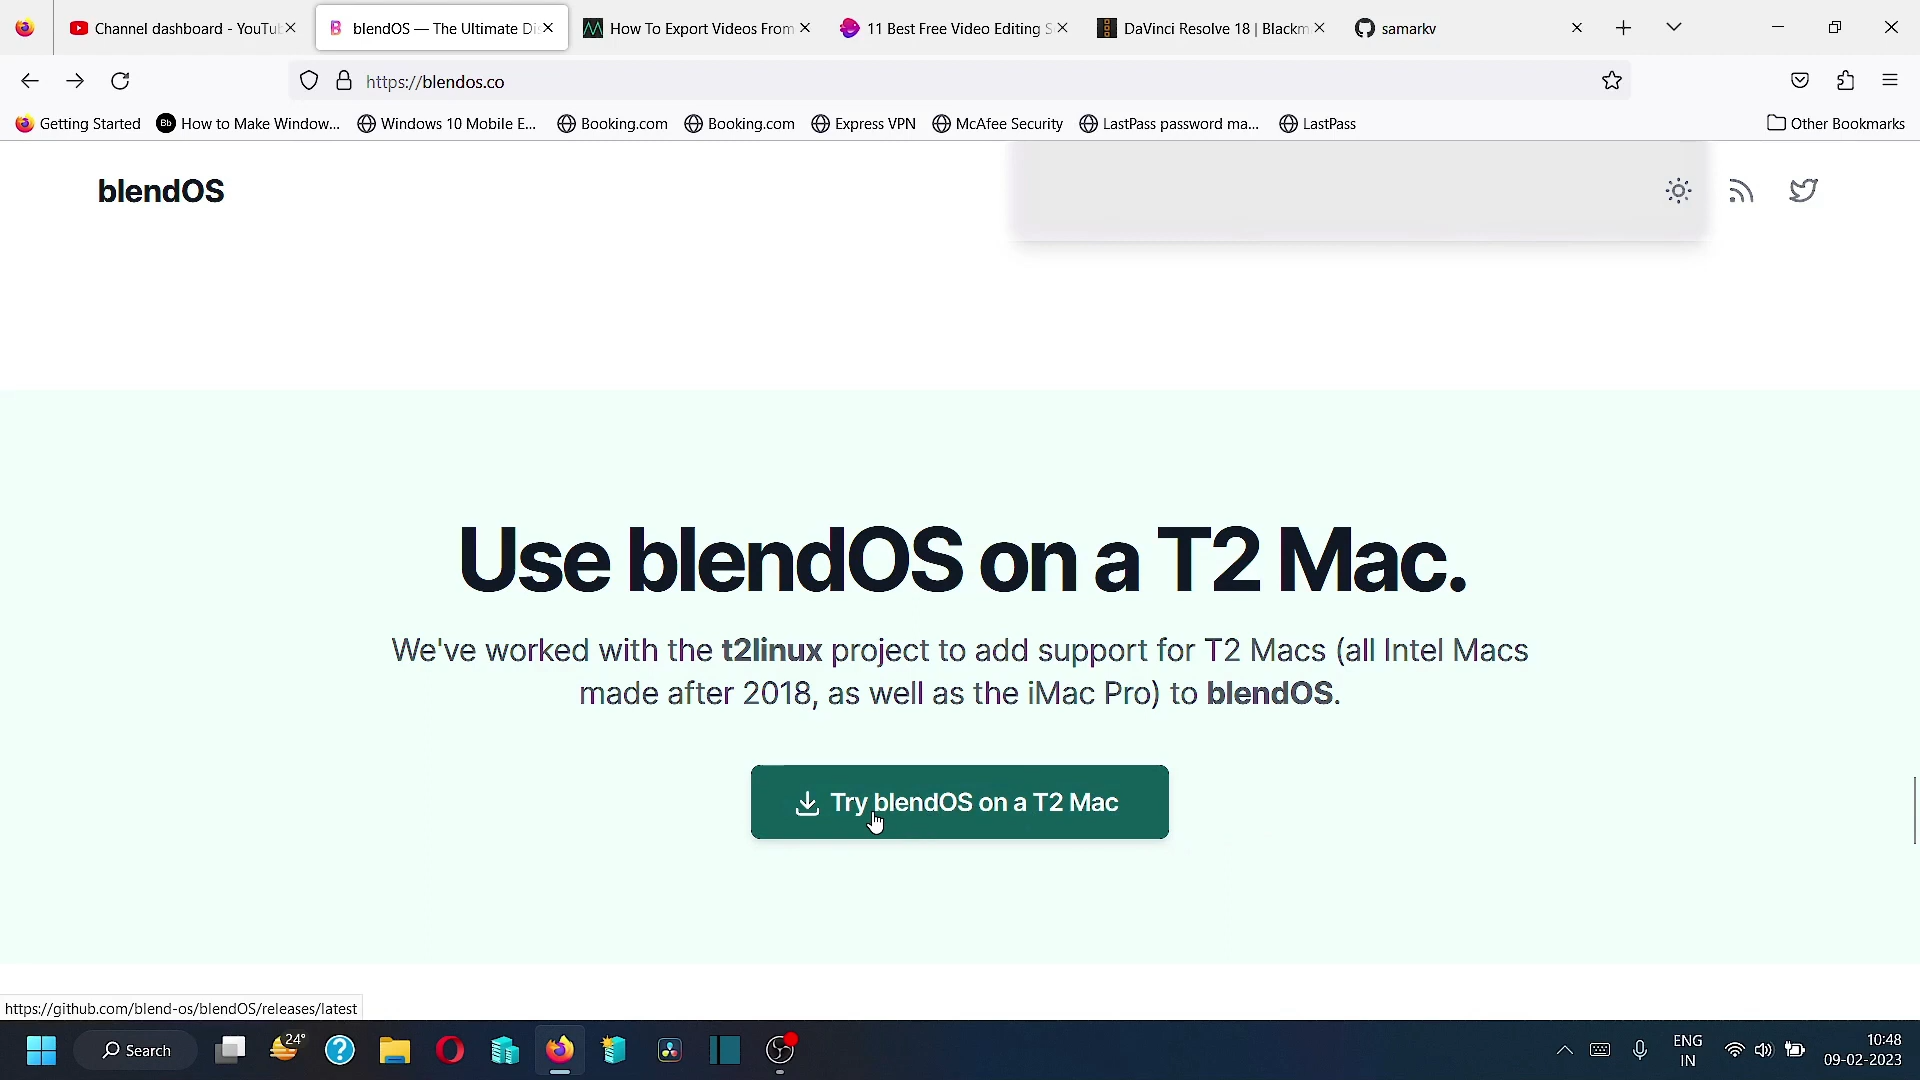 Channel dashboard - YouTu
blendOS — The Ultimate Di
How To Export Videos From
11 Best Free Video Editing S
DaVinci Resolve 18 | Blackm
samarkv
https://blendos.co
Getting Started
Bb
How to Make Window...
Windows 10 Mobile E...
Booking.com
Booking.com
Express VPN
McAfee Security
LastPass password ma...
LastPass
Other Bookmarks
blendOS
Use blendOS on a T2 Mac.
We've worked with the t2linux project to add support for T2 Macs (all Intel Macs
made after 2018, as well as the iMac Pro) to blendOS.
Try blendOS on a T2 Mac
https://github.com/blend-os/blendOS/releases/latest
Search
24°
ENG
IN
10:48
09-02-2023